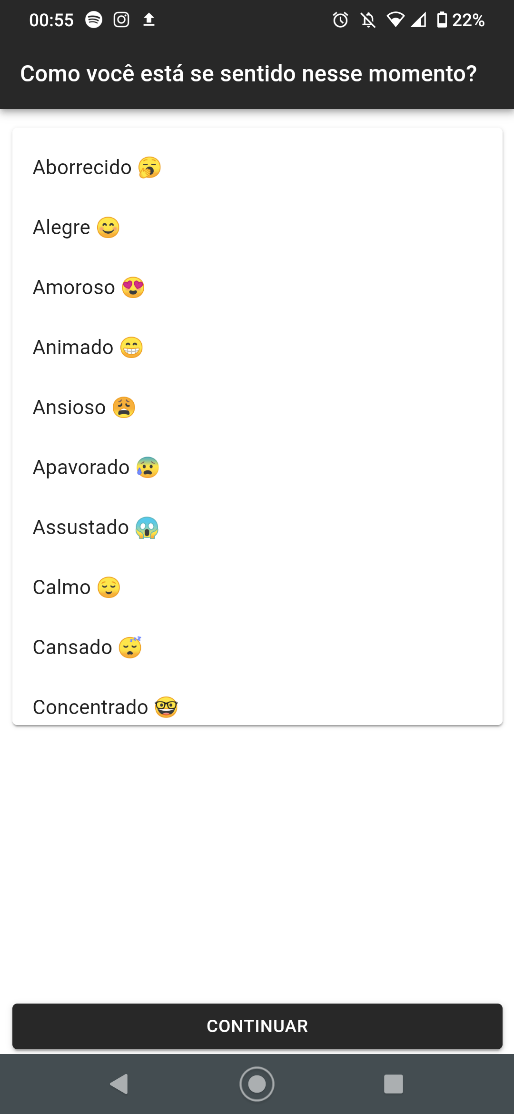 00:55 22%
Como você está se sentido nesse momento?
Aborrecido 🥱
Alegre 😊
Amoroso 😍
Animado 😁
Ansioso 😩
Apavorado 😰
Assustado 😱
Calmo 😌
Cansado 😴
Concentrado 🤓
CONTINUAR